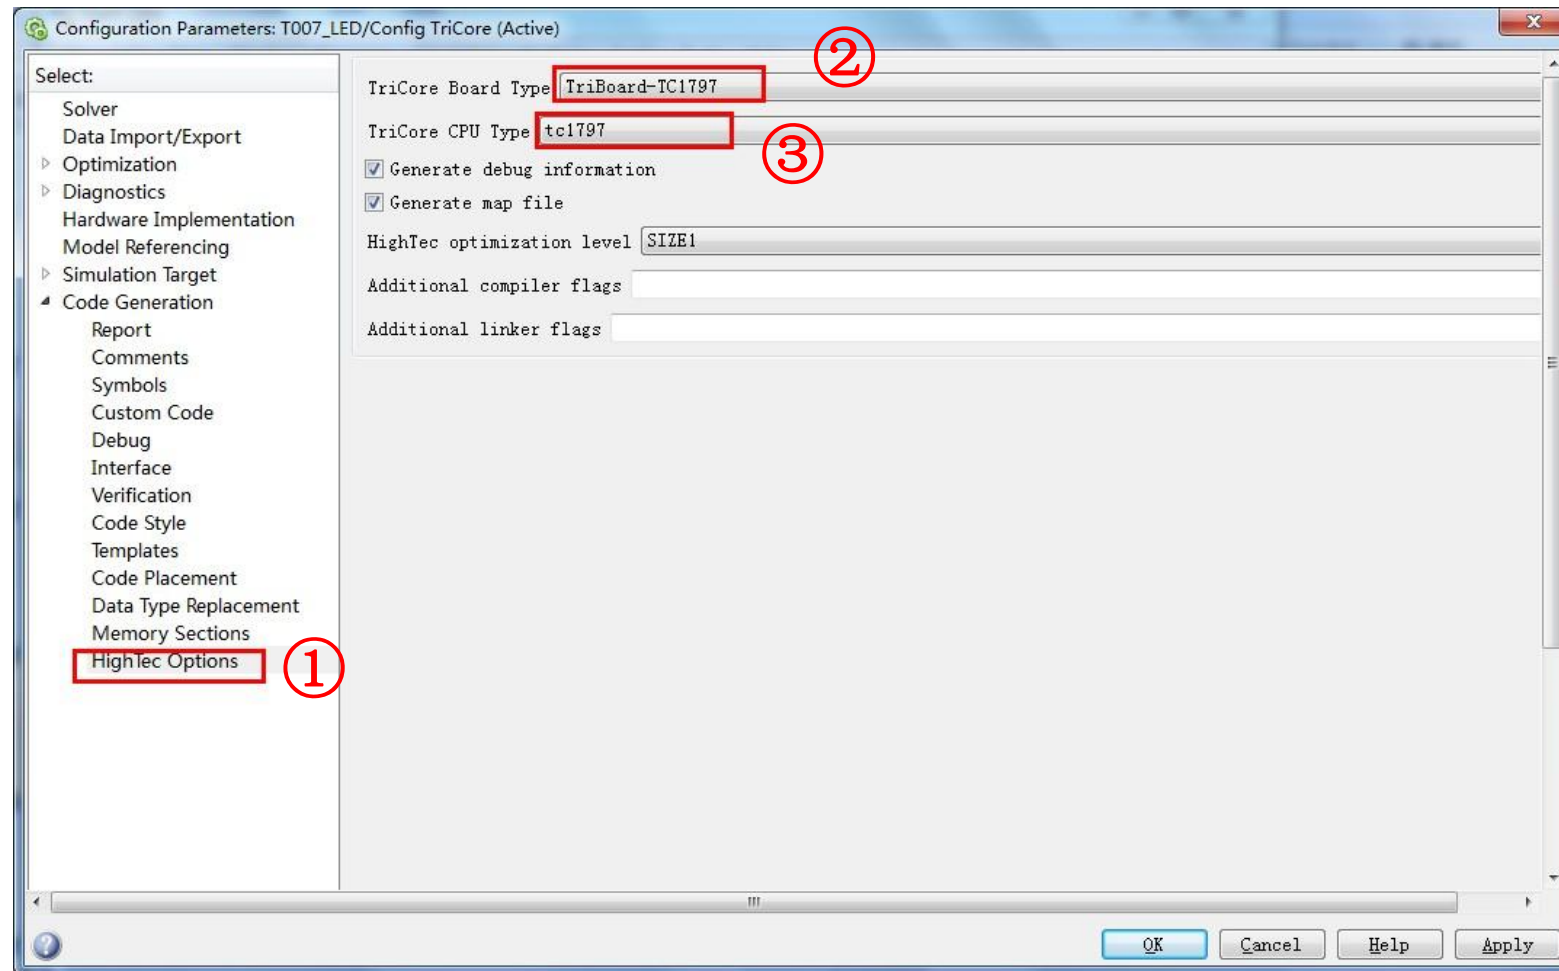 Configuration Parameters: T007_LED/Config TriCore (Active)
Select:
Solver
Data Import/Export
Optimization
Diagnostics
Hardware Implementation
Model Referencing
Simulation Target
Code Generation
Report
Comments
Symbols
Custom Code
Debug
Interface
Verification
Code Style
Templates
Code Placement
Data Type Replacement
Memory Sections
HighTec Options
①
②
TriCore Board Type TriBoard-TC1797
TriCore CPU Type tc1797
③
Generate debug information
Generate map file
HighTec optimization level SIZE1
Additional compiler flags
Additional linker flags
OK Cancel Help Apply